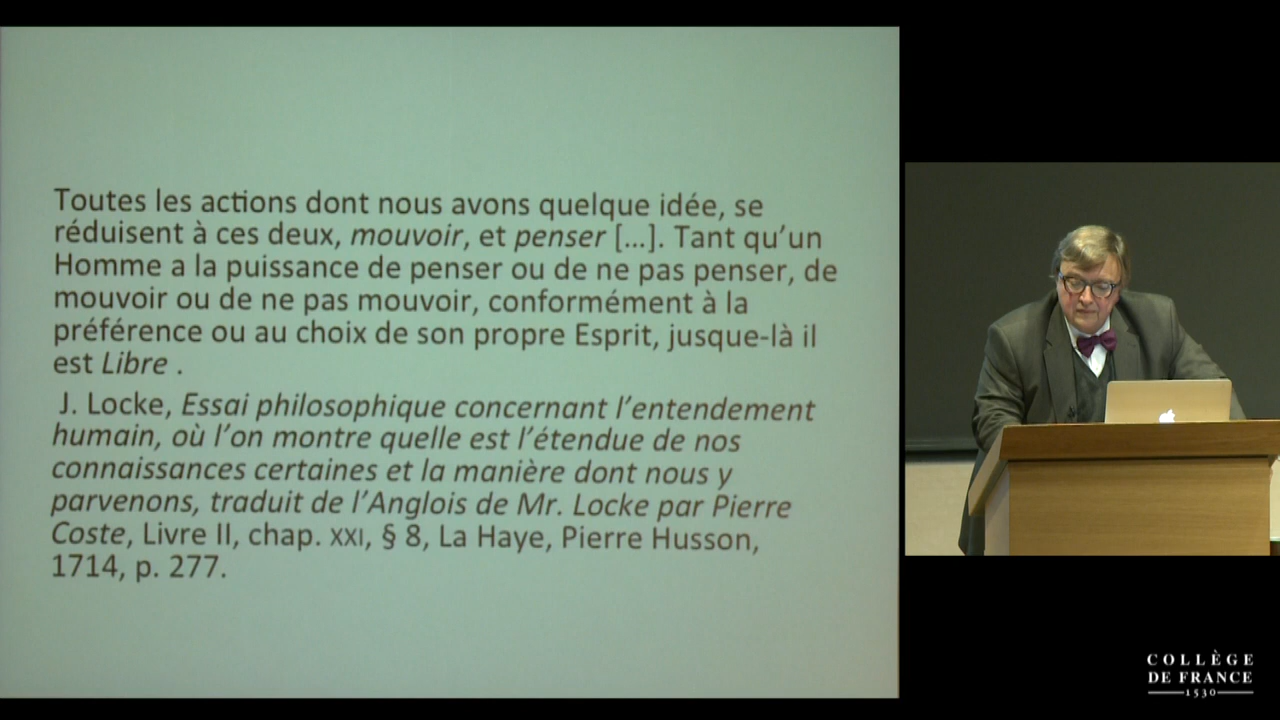 Toutes les actions dont nous avons quelque idée, se
réduisent à ces deux, mouvoir, et penser [...]. Tant qu'un
Homme a la puissance de penser ou de ne pas penser, de
mouvoir ou de ne pas mouvoir, conformément à la
préférence ou au choix de son propre Esprit, jusque-là il
est Libre .
J. Locke, Essai philosophique concernant l'entendement
humain, où l'on montre quelle est l'étendue de nos
connaissances certaines et la manière dont nous y
parvenons, traduit de l'Anglois de Mr. Locke par Pierre
Coste, Livre II, chap. XXI, § 8, La Haye, Pierre Husson,
1714, p. 277.
COLLÈGE
DE FRANCE
1530